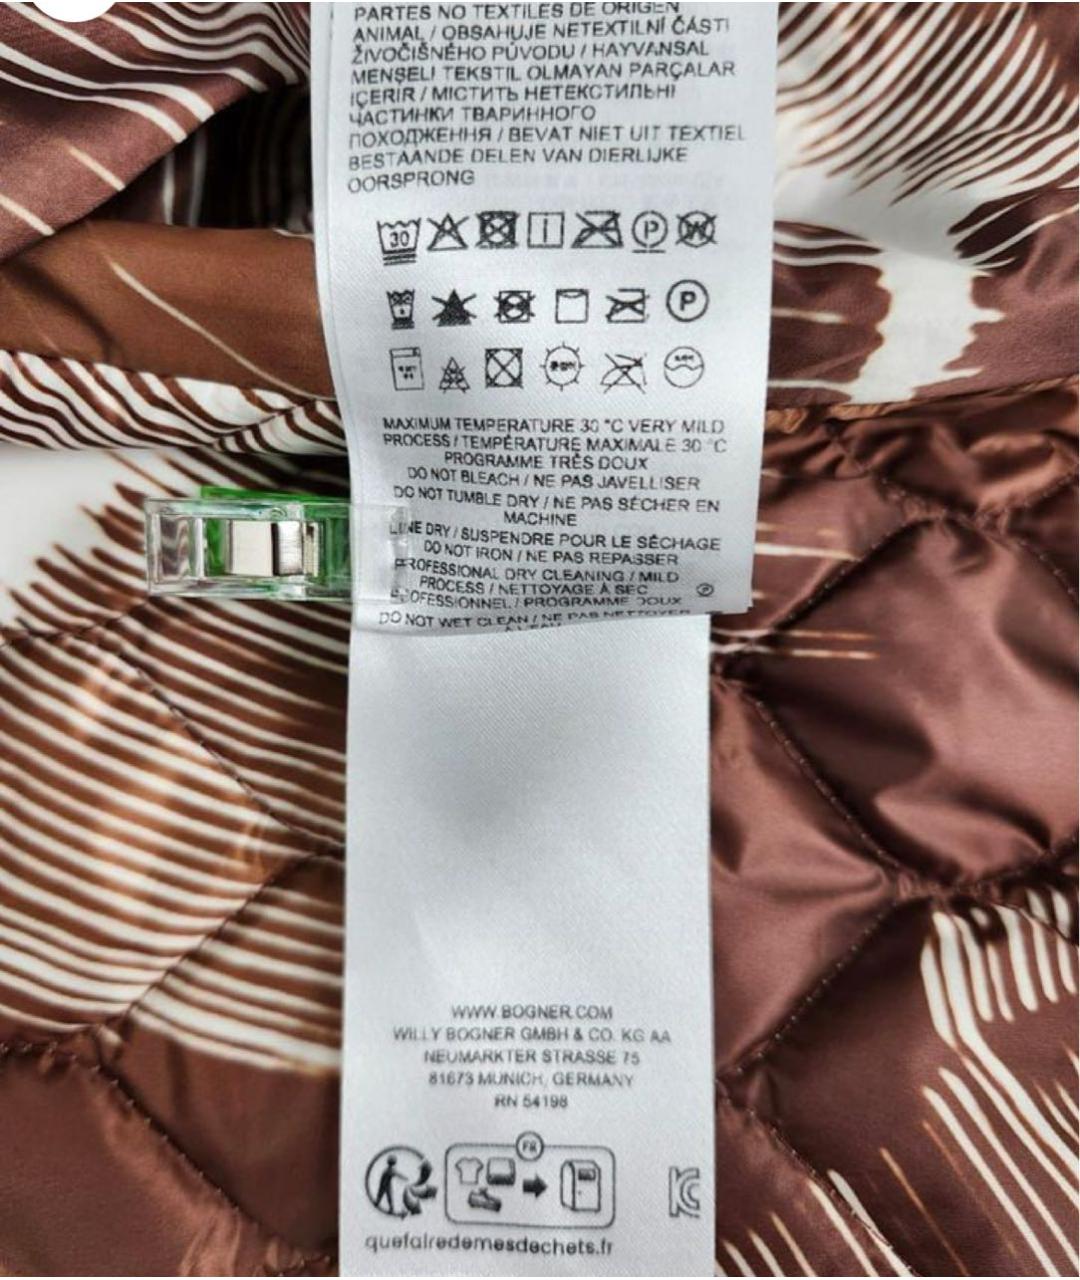 PARTES NO TEXTILES DE ORIGEN
ANIMAL / OBSAHUJE NETEXTILNÍ ČÁSTI
ŽIVOČIŠNÉHO PŮVODU / HAYVANSAL
MENŞELİ TEKSTİL OLMAYAN PARÇALAR
İÇERİR / МІСТИТЬ НЕТЕКСТИЛЬНІ
ЧАСТИНКИ ТВАРИННОГО
ПОХОДЖЕННЯ / BEVAT NIET UIT TEXTIEL
BESTAANDE DELEN VAN DIERLIJKE
OORSPRONG
30 P W
P
MAXIMUM TEMPERATURE 30 °C VERY MILD
PROCESS / TEMPÉRATURE MAXIMALE 30 °C
PROGRAMME TRÈS DOUX
DO NOT BLEACH / NE PAS JAVELLISER
DO NOT TUMBLE DRY / NE PAS SÉCHER EN
MACHINE
LINE DRY / SUSPENDRE POUR LE SÉCHAGE
DO NOT IRON / NE PAS REPASSER
PROFESSIONAL DRY CLEANING / MILD
PROCESS / NETTOYAGE À SEC P
PROFESSIONNEL / PROGRAMME DOUX
DO NOT WET CLEAN / NE PAS NETTOYER
WWW.BOGNER.COM
WILLY BOGNER GMBH & CO. KG AA
NEUMARKTER STRASSE 75
81673 MUNICH, GERMANY
RN 54198
FR
quefairedemesdechets.fr